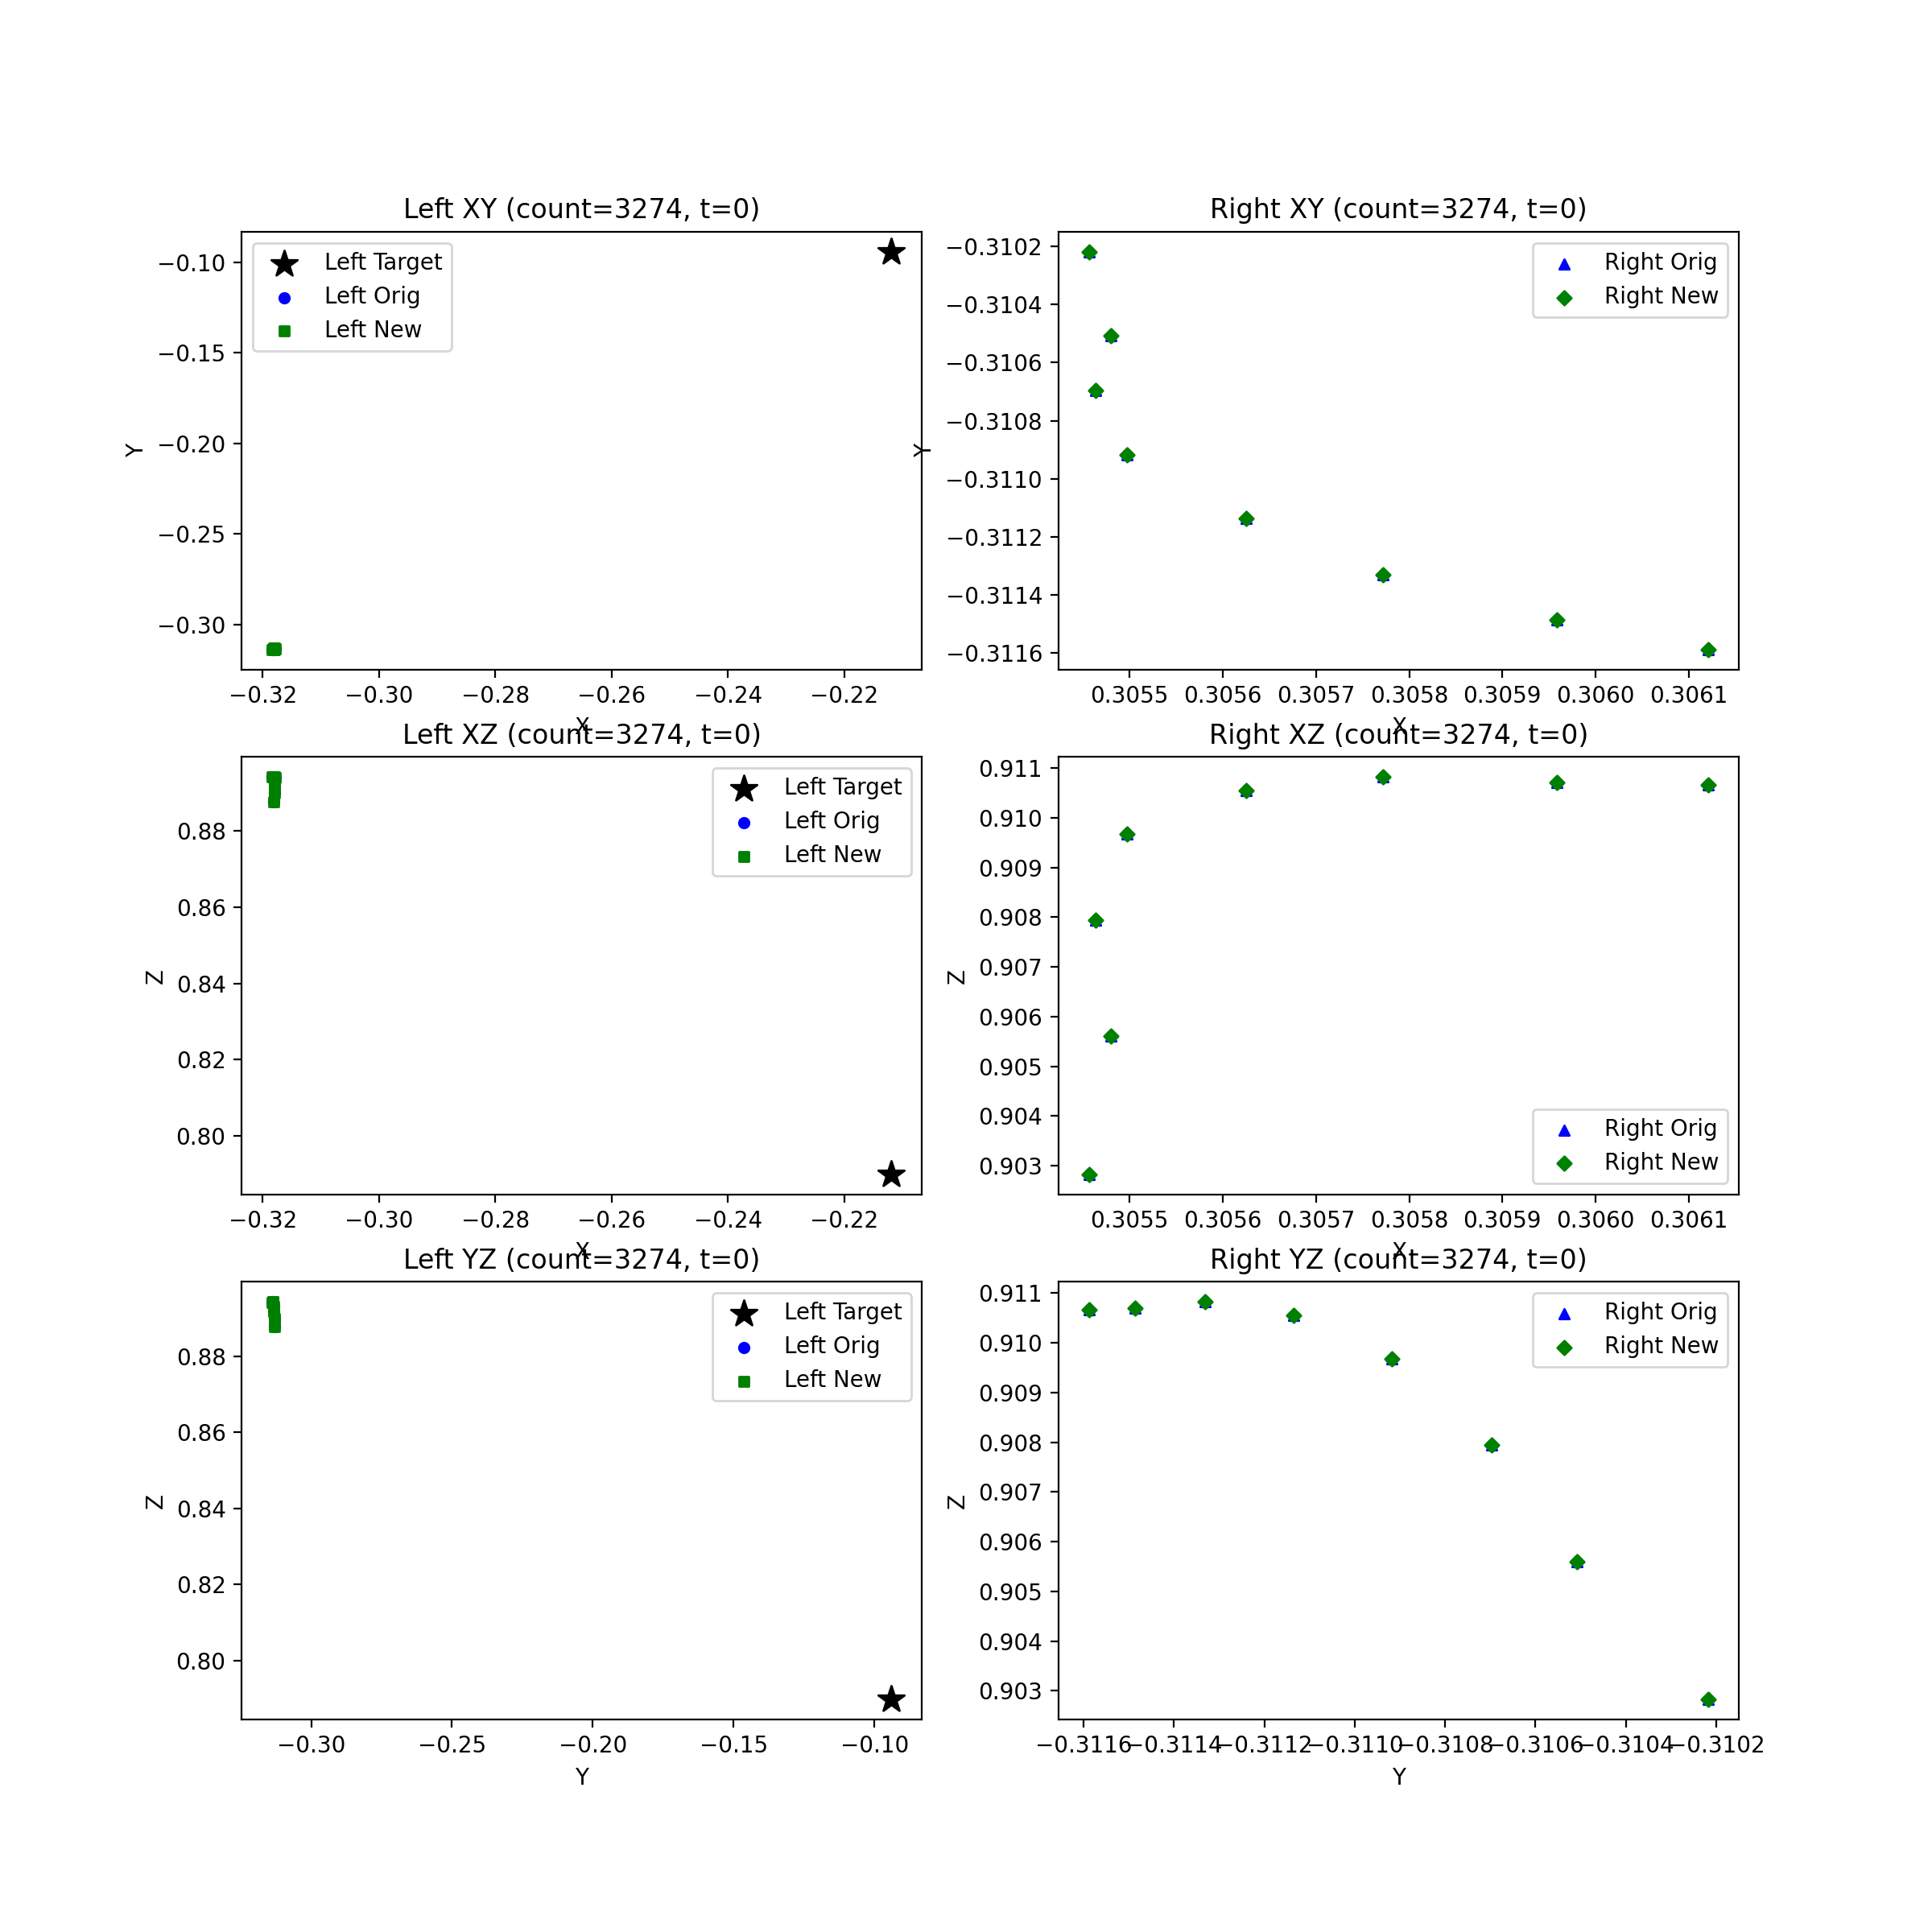 Left XY (count=3274, t=0)
−0.10
−0.15
−0.20
−0.25
−0.30
Y
Left Target
Left Orig
Left New
−0.32 −0.30 −0.28 −0.26 −0.24 −0.22
X
Right XY (count=3274, t=0)
−0.3102
−0.3104
−0.3106
−0.3108
−0.3110
−0.3112
−0.3114
−0.3116
Y
Right Orig
Right New
0.3055 0.3056 0.3057 0.3058 0.3059 0.3060 0.3061
X
Left XZ (count=3274, t=0)
0.88
0.86
0.84
0.82
0.80
Z
Left Target
Left Orig
Left New
−0.32 −0.30 −0.28 −0.26 −0.24 −0.22
X
Right XZ (count=3274, t=0)
0.911
0.910
0.909
0.908
0.907
0.906
0.905
0.904
0.903
Z
Right Orig
Right New
0.3055 0.3056 0.3057 0.3058 0.3059 0.3060 0.3061
X
Left YZ (count=3274, t=0)
0.88
0.86
0.84
0.82
0.80
Z
Left Target
Left Orig
Left New
−0.30 −0.25 −0.20 −0.15 −0.10
Y
Right YZ (count=3274, t=0)
0.911
0.910
0.909
0.908
0.907
0.906
0.905
0.904
0.903
Z
Right Orig
Right New
−0.3116 −0.3114 −0.3112 −0.3110 −0.3108 −0.3106 −0.3104 −0.3102
Y